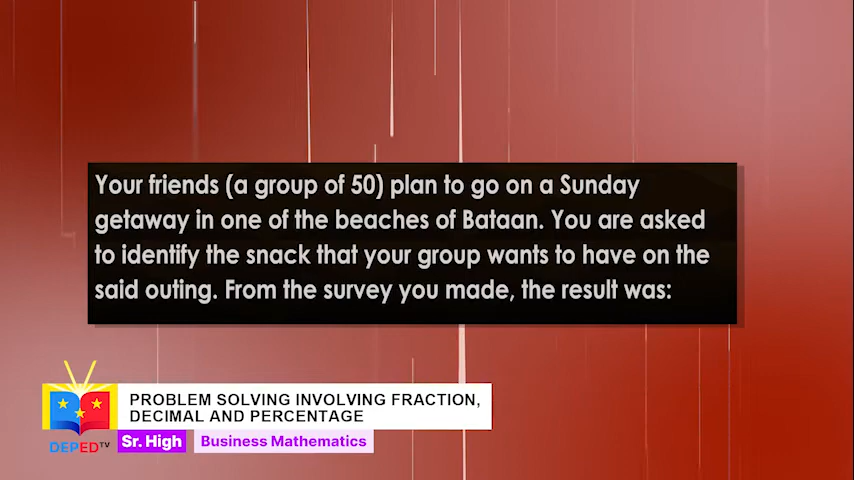 Your friends (a group of 50) plan to go on a Sunday
getaway in one of the beaches of Bataan. You are asked
to identify the snack that your group wants to have on the
said outing. From the survey you made, the result was:
PROBLEM SOLVING INVOLVING FRACTION,
DECIMAL AND PERCENTAGE
DEPED TV
Sr. High
Business Mathematics